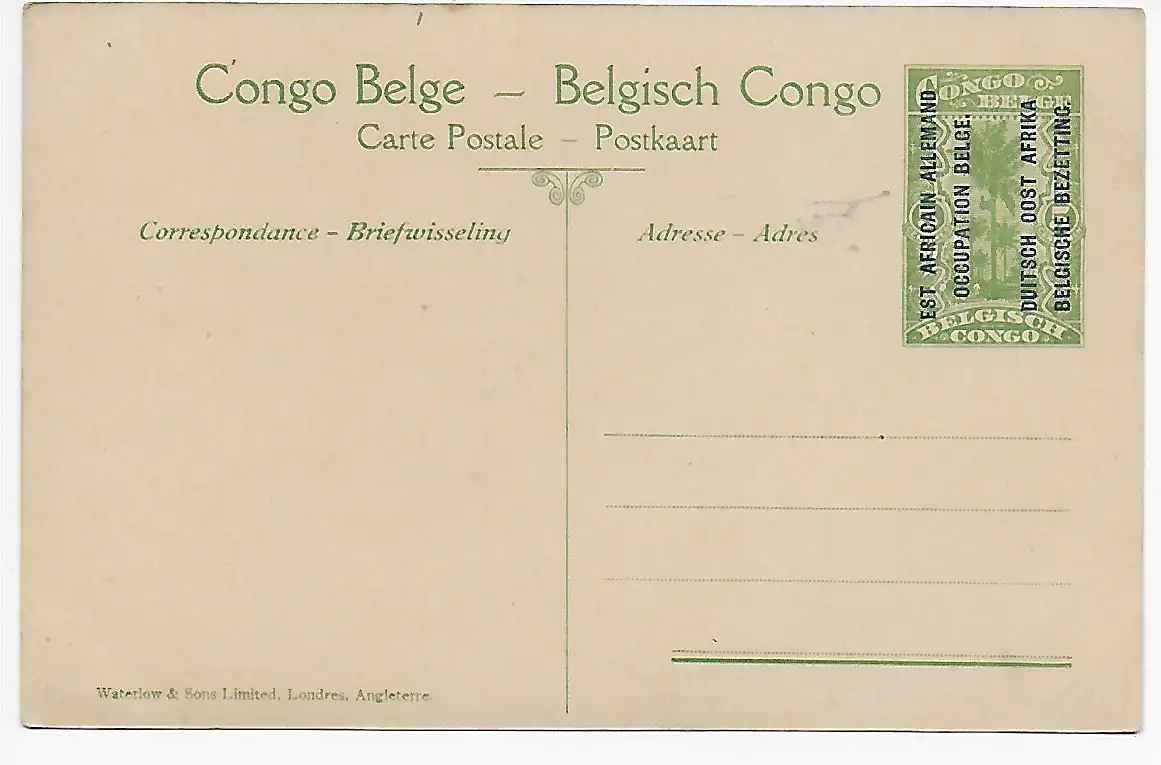 Congo Belge – Belgisch Congo
Carte Postale – Postkaart
Correspondance – Briefwisseling
Adresse – Adres
CONGO
BELGE
EST AFRICAIN ALLEMAND
OCCUPATION BELGE.
DUITSCH OOST AFRIKA
BELGISCHE BEZETTING.
BELGISCH
CONGO
Waterlow & Sons Limited, Londres, Angleterre.